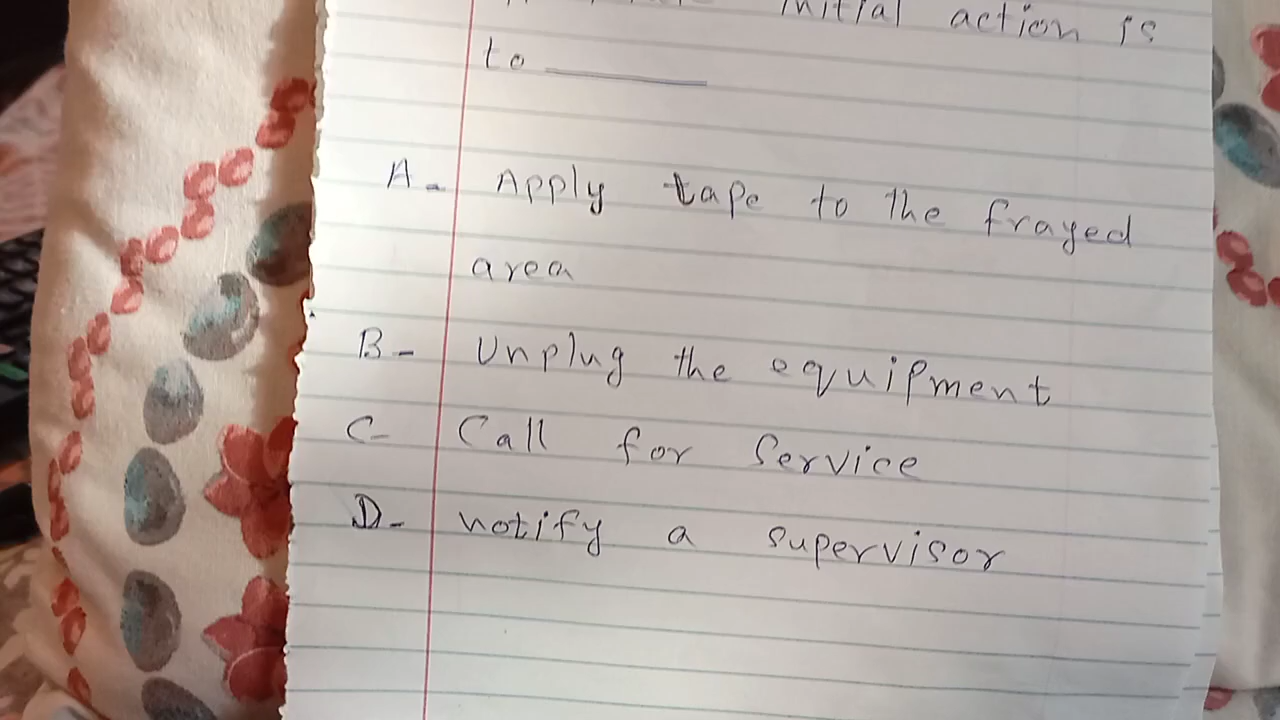 initial action is
to
A- Apply tape to the frayed
area
B- Unplug the equipment
C- Call for service
D- notify a supervisor